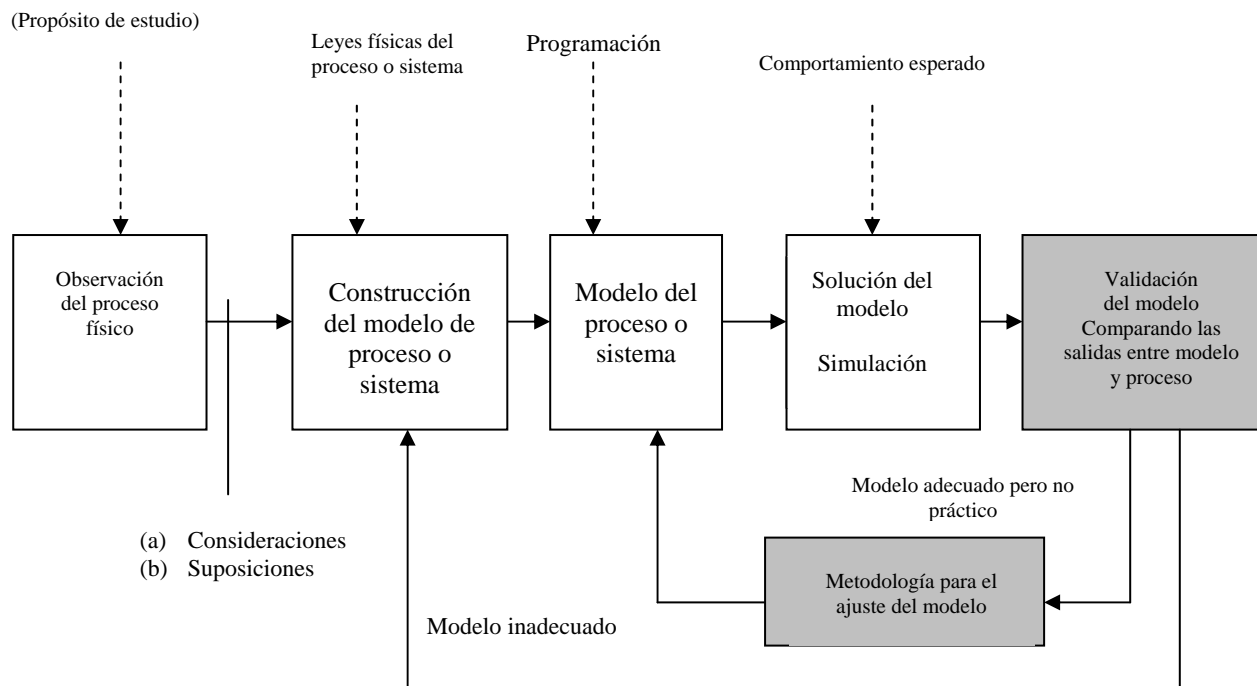 (Propósito de estudio)
Leyes físicas del
proceso o sistema
Programación
Comportamiento esperado
Observación
del proceso
físico
Construcción
del modelo de
proceso o
sistema
Modelo del
proceso o
sistema
Solución del
modelo
Simulación
Validación
del modelo
Comparando las
salidas entre modelo
y proceso
(a) Consideraciones
(b) Suposiciones
Modelo adecuado pero no
práctico
Metodología para el
ajuste del modelo
Modelo inadecuado